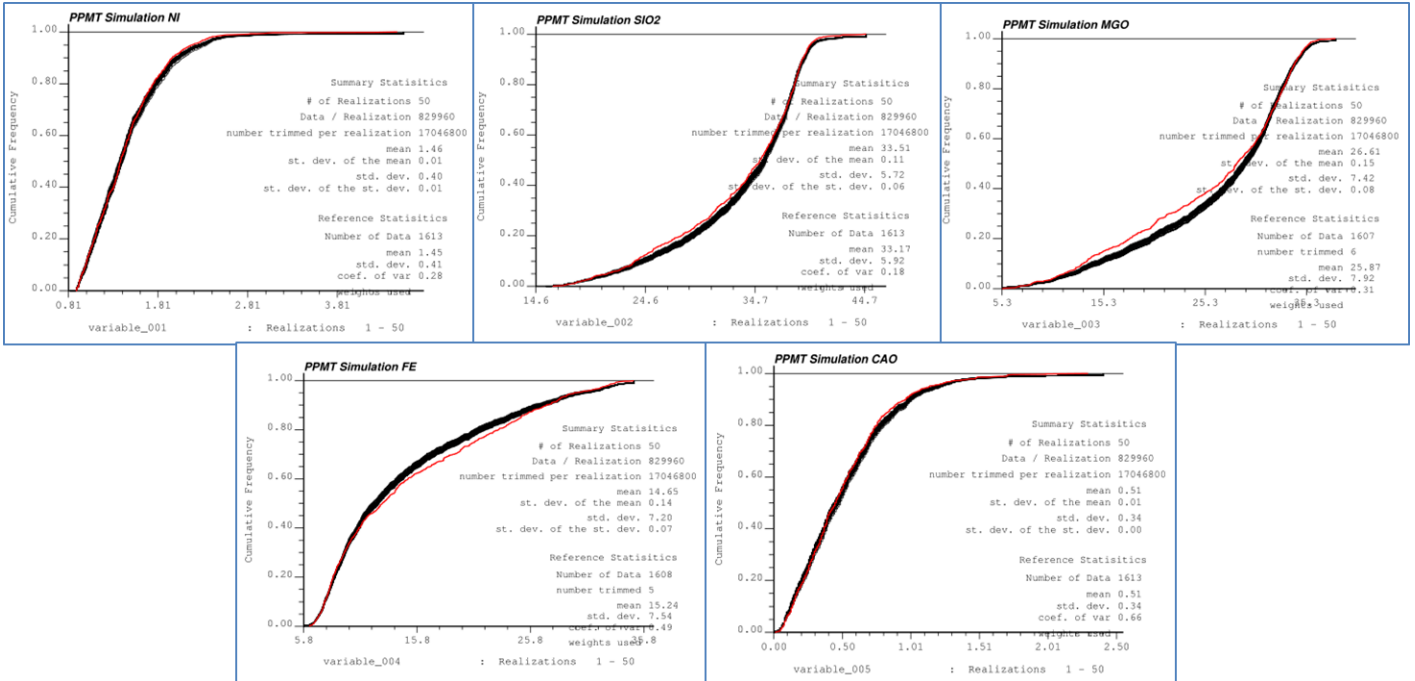 PPMT Simulation NI
Cumulative Frequency
1.00
0.80
0.60
0.40
0.20
0.00
0.81 1.81 2.81 3.81
Summary Statisitics
# of Realizations 50
Data / Realization 829960
number trimmed per realization 17046800
mean 1.46
st. dev. of the mean 0.01
std. dev. 0.40
st. dev. of the st. dev. 0.01
Reference Statisitics
Number of Data 1613
mean 1.45
std. dev. 0.41
coef. of var 0.28
weights used
variable_001 : Realizations 1 - 50
PPMT Simulation SIO2
Cumulative Frequency
1.00
0.80
0.60
0.40
0.20
0.00
14.6 24.6 34.7 44.7
Summary Statisitics
# of Realizations 50
Data / Realization 829960
number trimmed per realization 17046800
mean 33.51
st. dev. of the mean 0.11
std. dev. 5.72
st. dev. of the st. dev. 0.06
Reference Statisitics
Number of Data 1613
mean 33.17
std. dev. 5.92
coef. of var 0.18
weights used
variable_002 : Realizations 1 - 50
PPMT Simulation MGO
Cumulative Frequency
1.00
0.80
0.60
0.40
0.20
0.00
5.3 15.3 25.3 35.3
Summary Statisitics
# of Realizations 50
Data / Realization 829960
number trimmed per realization 17046800
mean 26.61
st. dev. of the mean 0.15
std. dev. 7.42
st. dev. of the st. dev. 0.08
Reference Statisitics
Number of Data 1607
number trimmed 6
mean 25.87
std. dev. 7.92
coef. of var 0.31
weights used
variable_003 : Realizations 1 - 50
PPMT Simulation FE
Cumulative Frequency
1.00
0.80
0.60
0.40
0.20
0.00
5.8 15.8 25.8 35.8
Summary Statisitics
# of Realizations 50
Data / Realization 829960
number trimmed per realization 17046800
mean 14.65
st. dev. of the mean 0.14
std. dev. 7.20
st. dev. of the st. dev. 0.07
Reference Statisitics
Number of Data 1608
number trimmed 5
mean 15.24
std. dev. 7.54
coef. of var 0.49
weights used
variable_004 : Realizations 1 - 50
PPMT Simulation CAO
Cumulative Frequency
1.00
0.80
0.60
0.40
0.20
0.00
0.00 0.50 1.01 1.51 2.01 2.50
Summary Statisitics
# of Realizations 50
Data / Realization 829960
number trimmed per realization 17046800
mean 0.51
st. dev. of the mean 0.01
std. dev. 0.34
st. dev. of the st. dev. 0.00
Reference Statisitics
Number of Data 1613
mean 0.51
std. dev. 0.34
coef. of var 0.66
weights used
variable_005 : Realizations 1 - 50